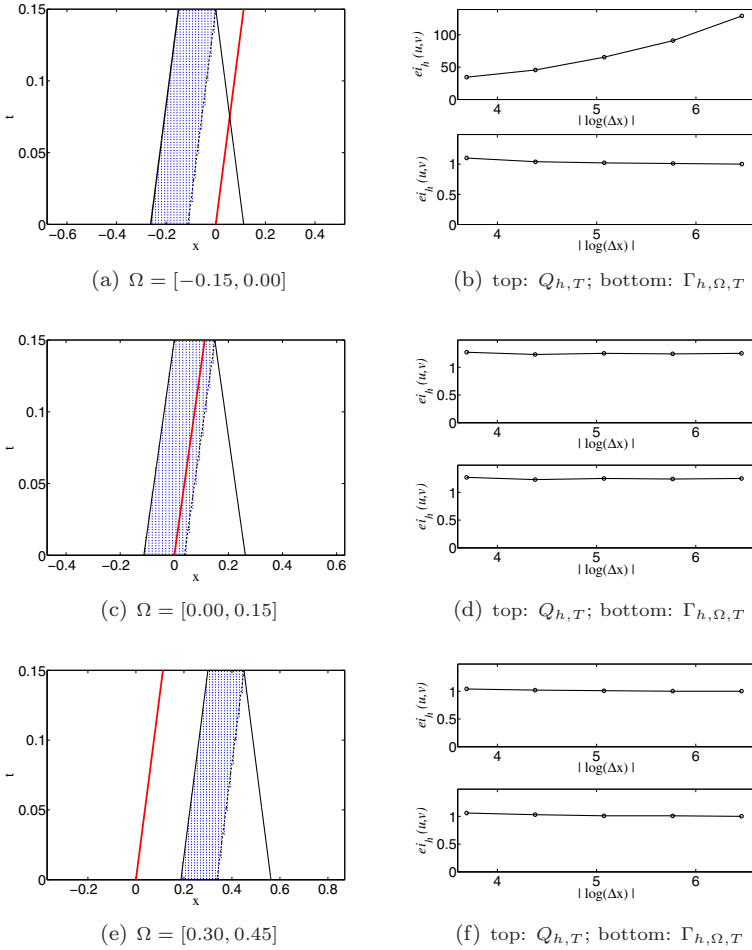 0.15
0.1
t
0.05
0
−0.6 −0.4 −0.2 0 0.2 0.4
x
(a) Ω = [−0.15, 0.00]
100
50
0
ei_h(u,v)
4 5 6
| log(Δx) |
1
0.5
0
ei_h(u,v)
4 5 6
| log(Δx) |
(b) top: Q_{h,T}; bottom: Γ_{h,Ω,T}
0.15
0.1
t
0.05
0
−0.4 −0.2 0 0.2 0.4 0.6
x
(c) Ω = [0.00, 0.15]
1
0.5
0
ei_h(u,v)
4 5 6
| log(Δx) |
1
0.5
0
ei_h(u,v)
4 5 6
| log(Δx) |
(d) top: Q_{h,T}; bottom: Γ_{h,Ω,T}
0.15
0.1
t
0.05
0
−0.2 0 0.2 0.4 0.6 0.8
x
(e) Ω = [0.30, 0.45]
1
0.5
0
ei_h(u,v)
4 5 6
| log(Δx) |
1
0.5
0
ei_h(u,v)
4 5 6
| log(Δx) |
(f) top: Q_{h,T}; bottom: Γ_{h,Ω,T}